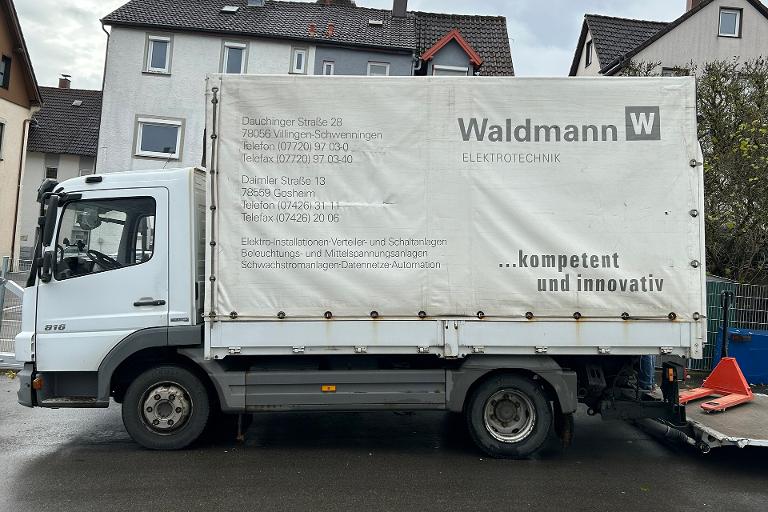 Dauchinger Straße 28
78056 Villingen-Schwenningen
Telefon (07720) 97 03-0
Telefax (07720) 97 03-40
Daimler Straße 13
78559 Gosheim
Telefon (07426) 31 11
Telefax (07426) 20 06
Elektro-Installationen-Verteiler- und Schaltanlagen
Beleuchtungs- und Mittelspannungsanlagen
Schwachstromanlagen-Datennetze-Automation
Waldmann W
ELEKTROTECHNIK
...kompetent
und innovativ
816